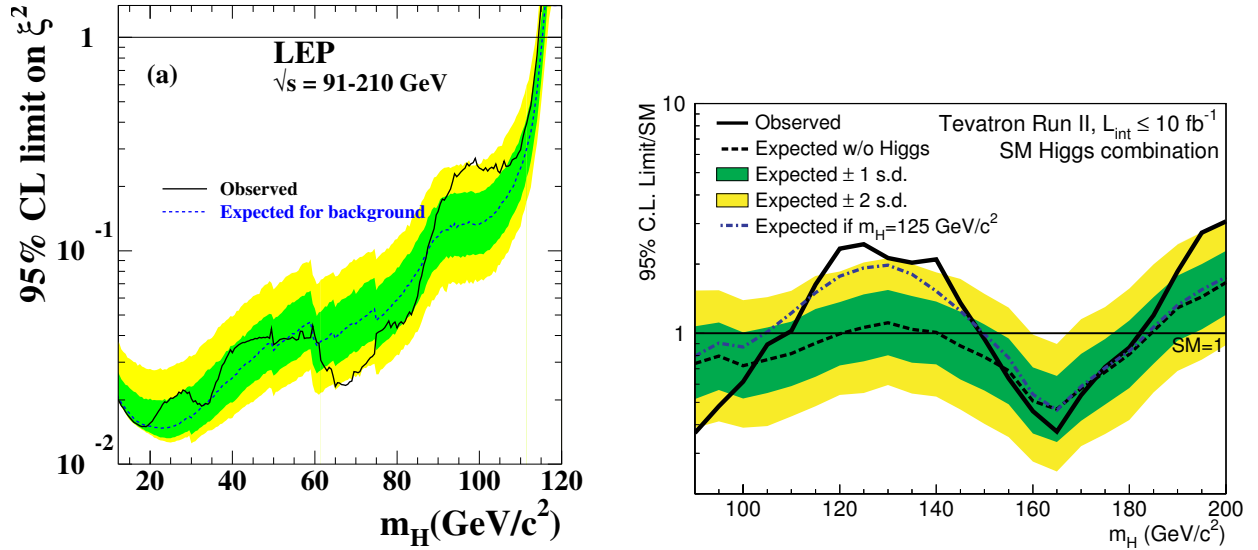 95% CL limit on ξ²
1
10⁻¹
10⁻²
(a)
LEP
√s = 91-210 GeV
Observed
Expected for background
20 40 60 80 100 120
m_H(GeV/c²)
95% C.L. Limit/SM
10
1
Observed
Expected w/o Higgs
Expected ± 1 s.d.
Expected ± 2 s.d.
Expected if m_H=125 GeV/c²
Tevatron Run II, L_int ≤ 10 fb⁻¹
SM Higgs combination
SM=1
100 120 140 160 180 200
m_H (GeV/c²)